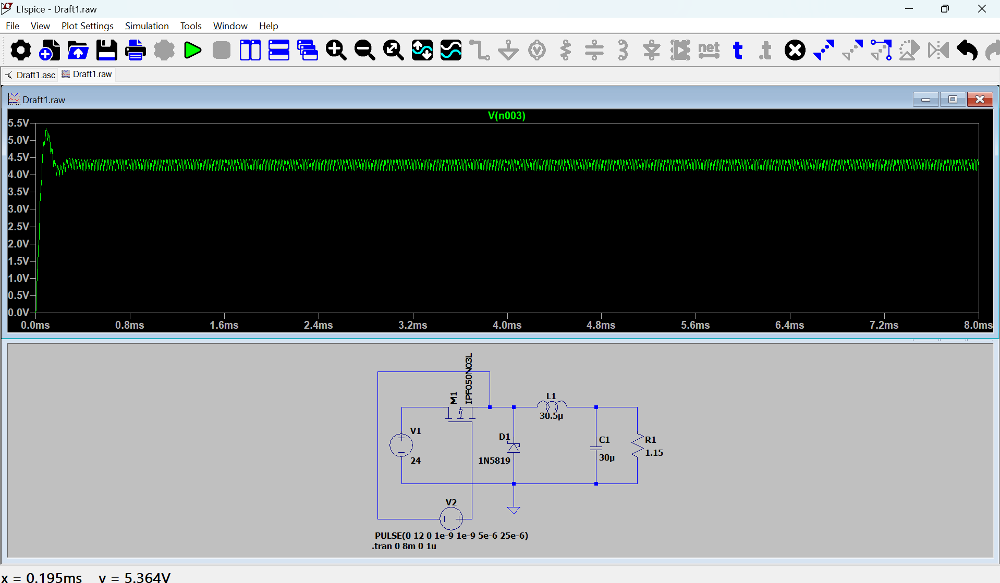 LTspice - Draft1.raw
File View Plot Settings Simulation Tools Window Help
net t .t
Draft1.asc Draft1.raw
Draft1.raw
V(n003)
5.5V
5.0V
4.5V
4.0V
3.5V
3.0V
2.5V
2.0V
1.5V
1.0V
0.5V
0.0V
0.0ms 0.8ms 1.6ms 2.4ms 3.2ms 4.0ms 4.8ms 5.6ms 6.4ms 7.2ms 8.0ms
M1
IPF050N03L
L1
30.5µ
V1
24
D1
1N5819
C1
30µ
R1
1.15
V2
PULSE(0 12 0 1e-9 1e-9 5e-6 25e-6)
.tran 0 8m 0 1u
x = 0.195ms y = 5.364V